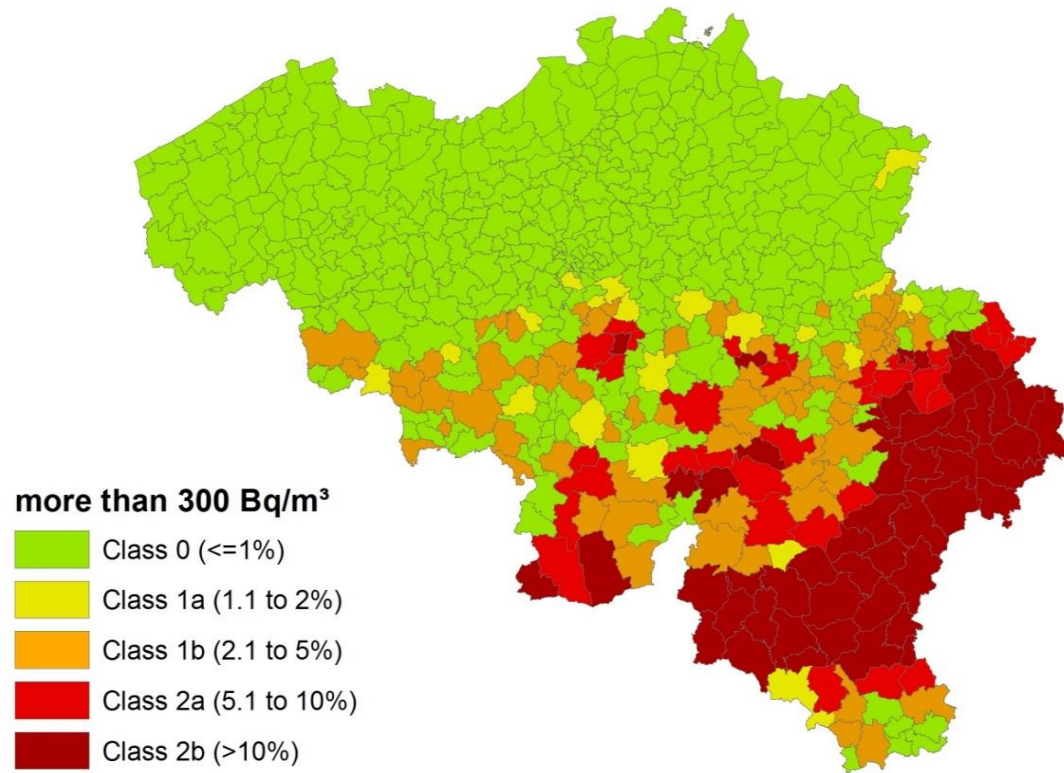 more than 300 Bq/m³
Class 0 (<=1%)
Class 1a (1.1 to 2%)
Class 1b (2.1 to 5%)
Class 2a (5.1 to 10%)
Class 2b (>10%)